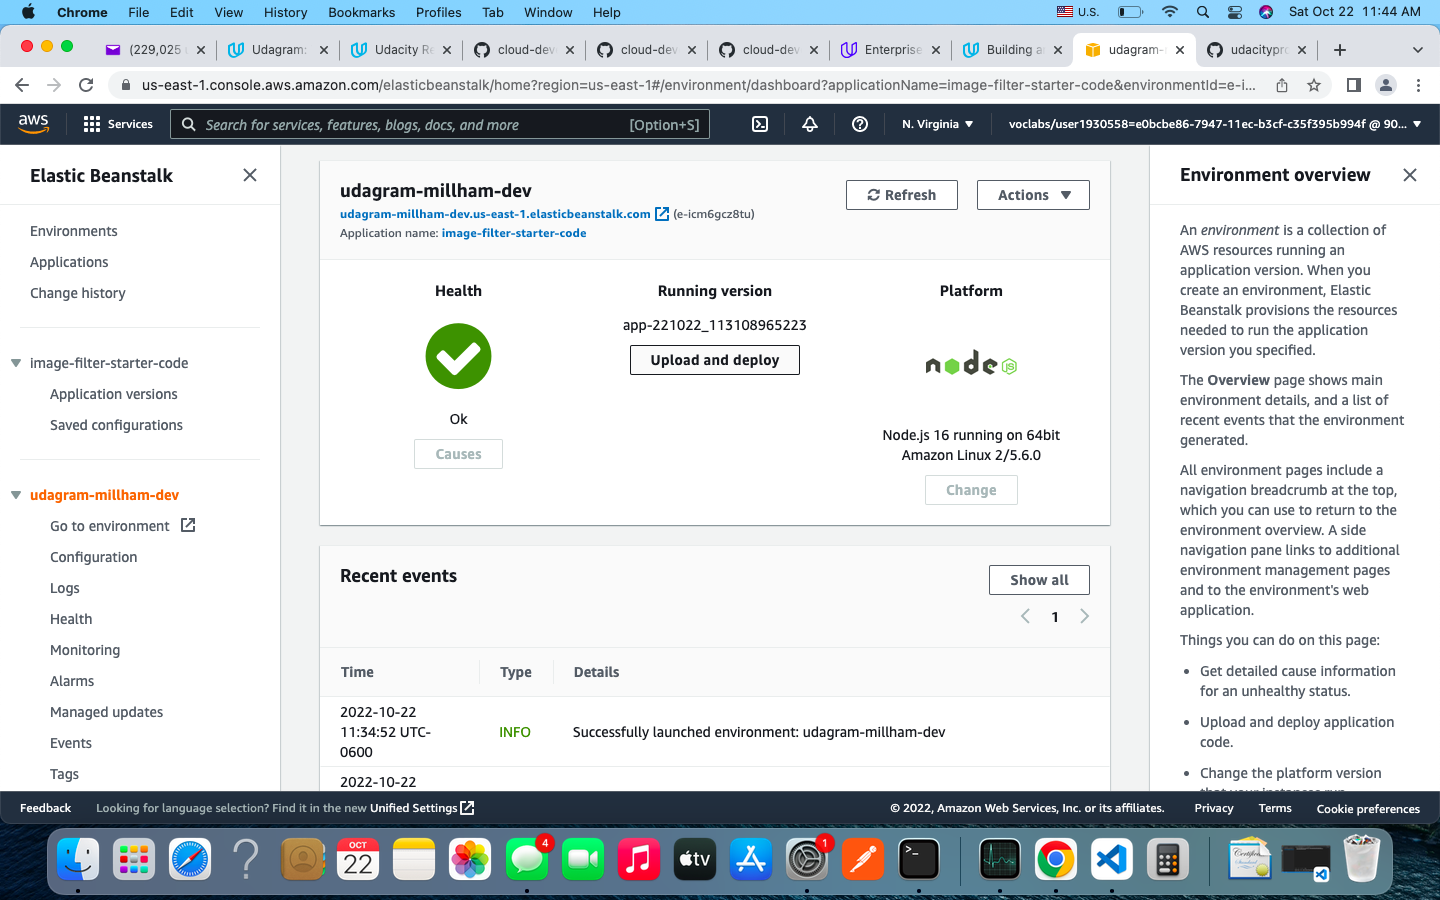 Chrome File Edit View History Bookmarks Profiles Tab Window Help U.S. Sat Oct 22 11:44 AM
(229,025 Udagram: Udacity Re cloud-dev cloud-dev cloud-dev Enterprise Building a udagram- udacitypro
us-east-1.console.aws.amazon.com/elasticbeanstalk/home?region=us-east-1#/environment/dashboard?applicationName=image-filter-starter-code&environmentId=e-i...
aws Services Search for services, features, blogs, docs, and more [Option+S] N. Virginia voclabs/user1930558=e0bcbe86-7947-11ec-b3cf-c35f395b994f @ 90...
Elastic Beanstalk
Environments
Applications
Change history
image-filter-starter-code
Application versions
Saved configurations
udagram-millham-dev
Go to environment
Configuration
Logs
Health
Monitoring
Alarms
Managed updates
Events
Tags
udagram-millham-dev
udagram-millham-dev.us-east-1.elasticbeanstalk.com (e-icm6gcz8tu)
Application name: image-filter-starter-code
Refresh
Actions
Health
Ok
Causes
Running version
app-221022_113108965223
Upload and deploy
Platform
node JS
Node.js 16 running on 64bit
Amazon Linux 2/5.6.0
Change
Recent events
Show all
1
Time Type Details
2022-10-22
11:34:52 UTC-
0600
INFO
Successfully launched environment: udagram-millham-dev
2022-10-22
Environment overview
An environment is a collection of
AWS resources running an
application version. When you
create an environment, Elastic
Beanstalk provisions the resources
needed to run the application
version you specified.
The Overview page shows main
environment details, and a list of
recent events that the environment
generated.
All environment pages include a
navigation breadcrumb at the top,
which you can use to return to the
environment overview. A side
navigation pane links to additional
environment management pages
and to the environment's web
application.
Things you can do on this page:
• Get detailed cause information
for an unhealthy status.
• Upload and deploy application
code.
• Change the platform version
that your instances run.
Feedback Looking for language selection? Find it in the new Unified Settings © 2022, Amazon Web Services, Inc. or its affiliates. Privacy Terms Cookie preferences
OCT
22
4
tv
1
>_